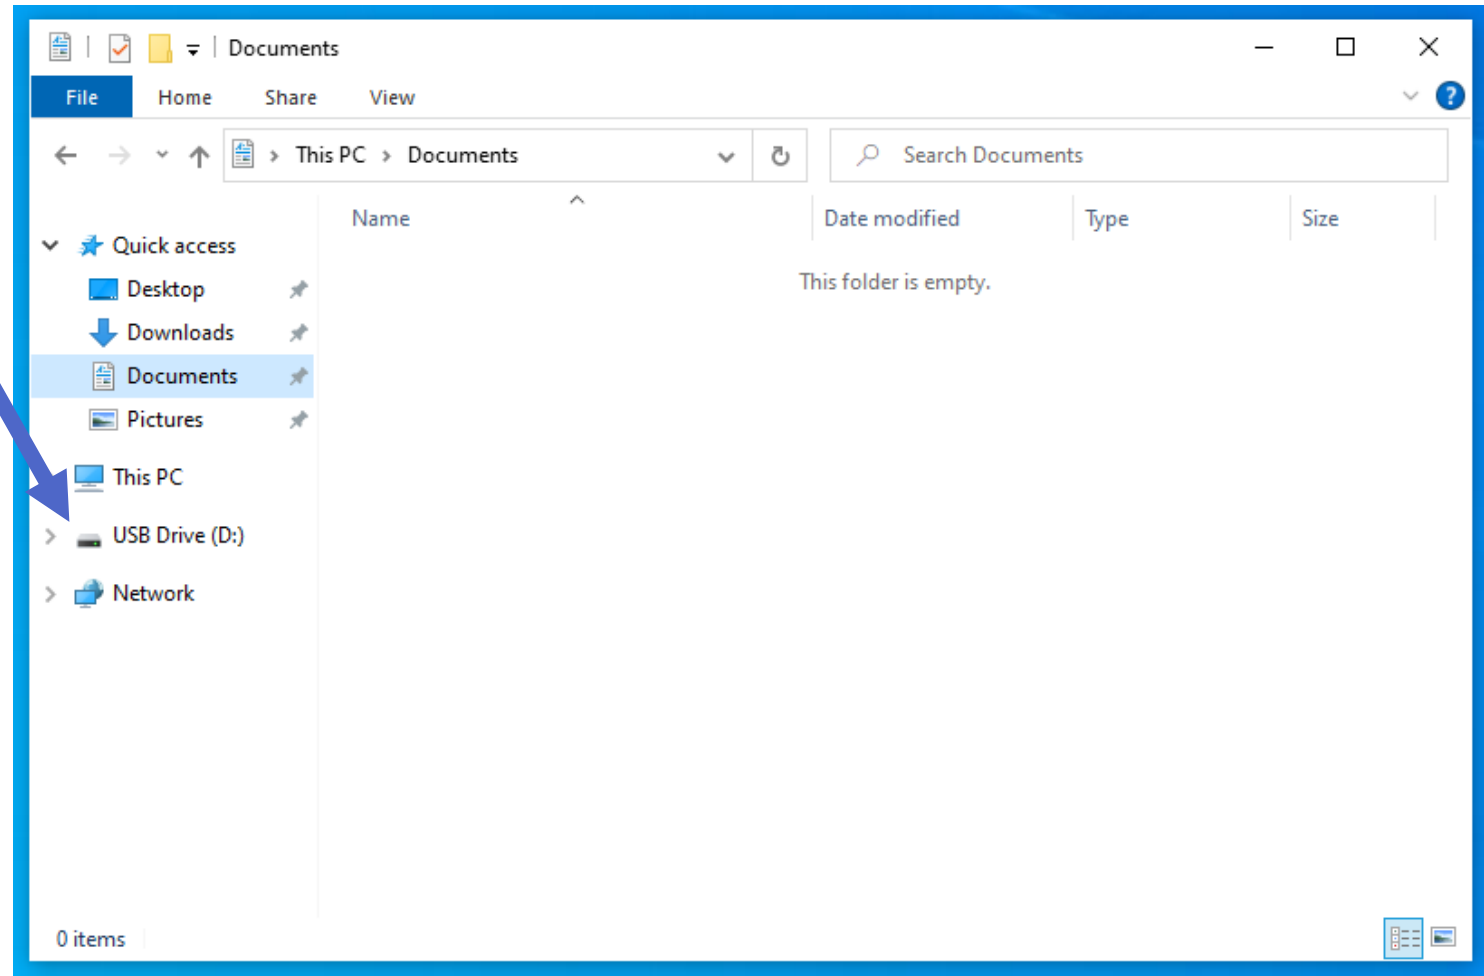 Documents
File Home Share View
This PC Documents
Search Documents
Name Date modified Type Size
This folder is empty.
Quick access
Desktop
Downloads
Documents
Pictures
This PC
USB Drive (D:)
Network
0 items